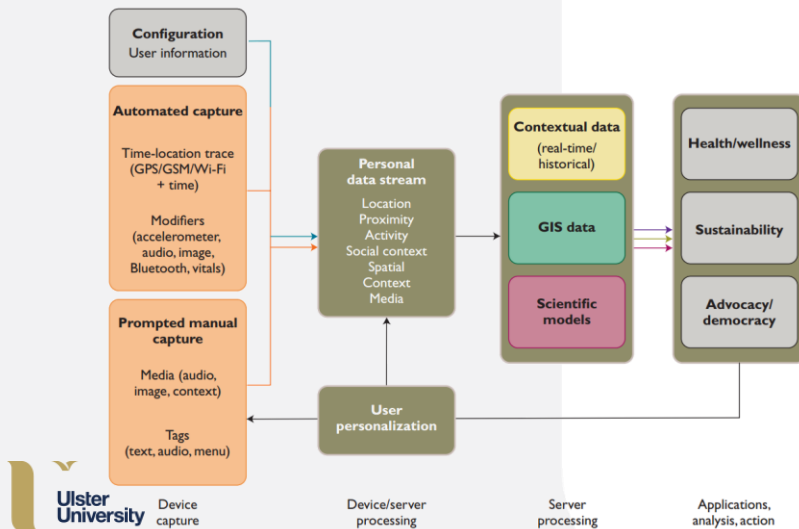 Configuration
User information
Automated capture
Time-location trace
(GPS/GSM/Wi-Fi
+ time)
Modifiers
(accelerometer,
audio, image,
Bluetooth, vitals)
Prompted manual
capture
Media (audio,
image, context)
Tags
(text, audio, menu)
Personal
data stream
Location
Proximity
Activity
Social context
Spatial
Context
Media
User
personalization
Contextual data
(real-time/
historical)
GIS data
Scientific
models
Health/wellness
Sustainability
Advocacy/
democracy
Ulster
University
Device
capture
Device/server
processing
Server
processing
Applications,
analysis, action